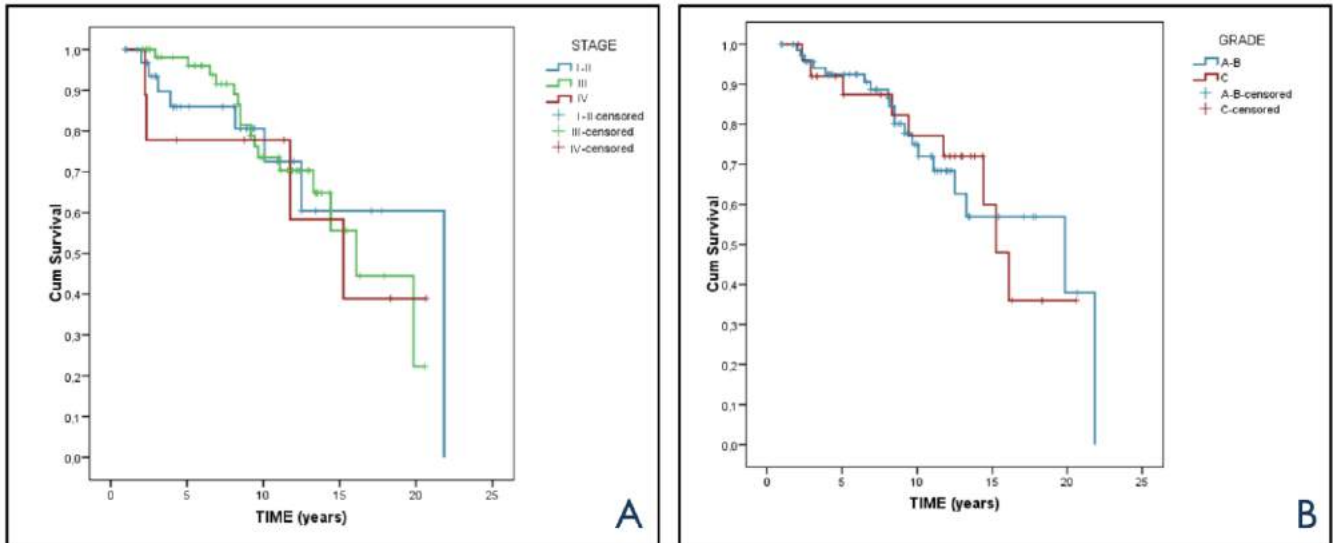 STAGE
I-II
III
IV
I-II-censored
III-censored
IV-censored
Cum Survival
1,0
0,9
0,8
0,7
0,6
0,5
0,4
0,3
0,2
0,1
0,0
0 5 10 15 20 25
TIME (years)
A
GRADE
A-B
C
A-B-censored
C-censored
Cum Survival
1,0
0,9
0,8
0,7
0,6
0,5
0,4
0,3
0,2
0,1
0,0
0 5 10 15 20 25
TIME (years)
B